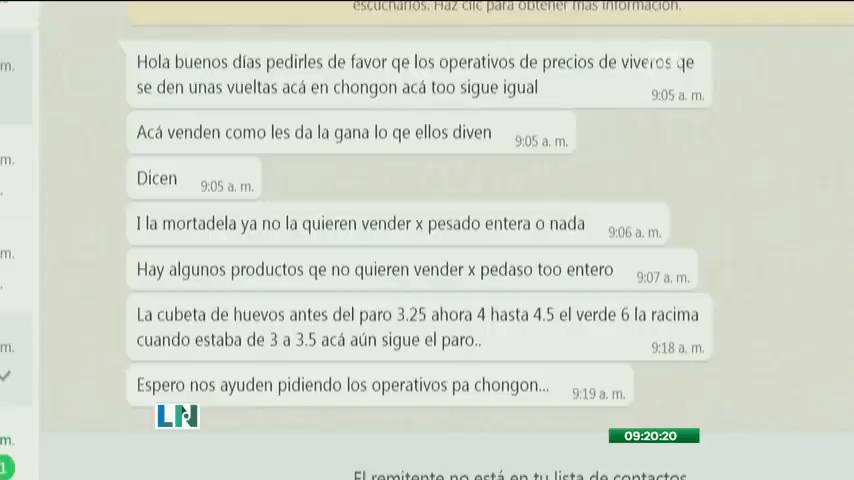 escucharlos. Haz clic para obtener más información.
m.
Hola buenos días pedirles de favor qe los operativos de precios de viveros qe
se den unas vueltas acá en chongon acá too sigue igual
9:05 a. m.
Acá venden como les da la gana lo qe ellos diven
9:05 a. m.
m.
Dicen
9:05 a. m.
I la mortadela ya no la quieren vender x pesado entera o nada
9:06 a. m.
m.
Hay algunos productos qe no quieren vender x pedaso too entero
9:07 a. m.
La cubeta de huevos antes del paro 3.25 ahora 4 hasta 4.5 el verde 6 la racima
cuando estaba de 3 a 3.5 acá aún sigue el paro..
9:18 a. m.
m.
Espero nos ayuden pidiendo los operativos pa chongon...
9:19 a. m.
LN
09:20:20
m.
1
El remitente no está en tu lista de contactos